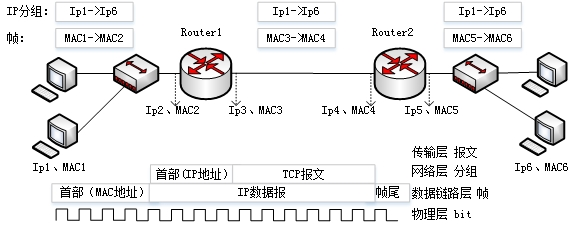 IP分组: Ip1->Ip6 Ip1->Ip6 Ip1->Ip6
帧: MAC1->MAC2 MAC3->MAC4 MAC5->MAC6
Router1 Router2
Ip2、MAC2 Ip3、MAC3 Ip4、MAC4 Ip5、MAC5
Ip1、MAC1 Ip6、MAC6
传输层 报文
首部(IP地址) TCP报文 网络层 分组
首部(MAC地址) IP数据报 帧尾 数据链路层 帧
物理层 bit